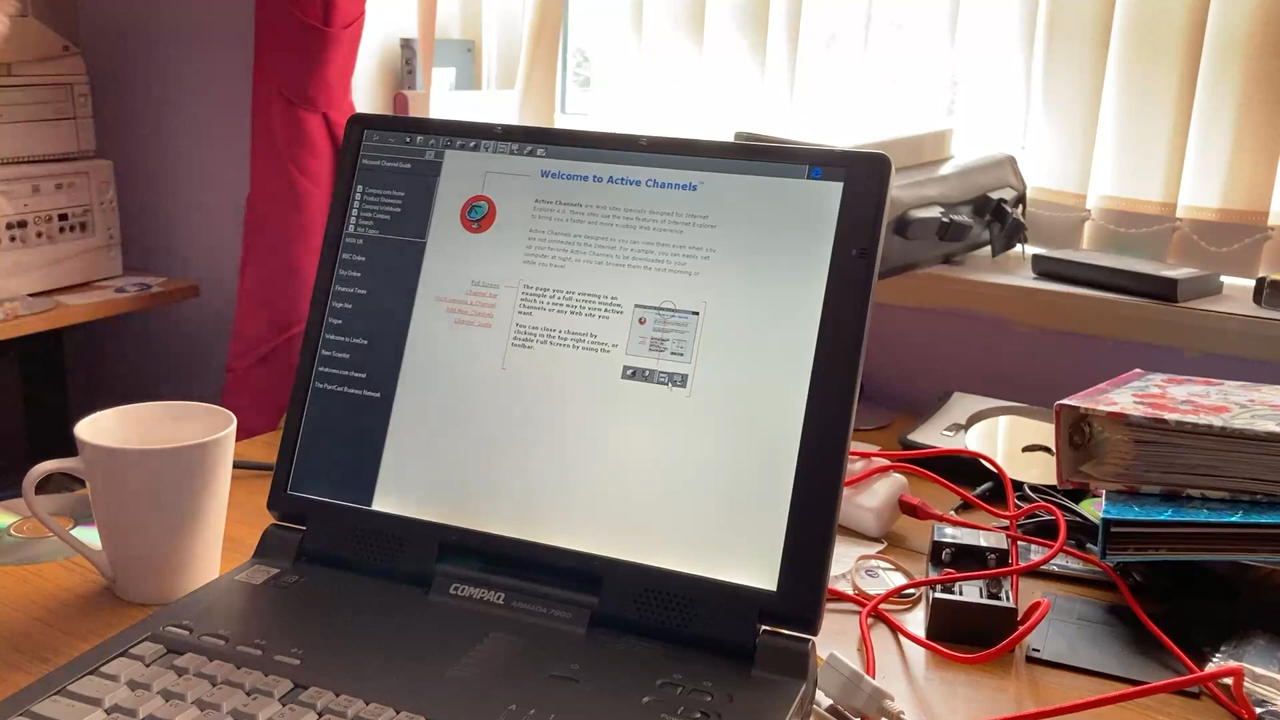 Microsoft Channel Guide
Compaq.com Home
Product Showcase
Compaq Worldwide
Inside Compaq
Search
Hot Topics
MSN UK
BBC Online
Sky Online
Financial Times
Virgin Net
Vogue
Welcome to LineOne
New Scientist
whatsnew.com channel
The PointCast Business Network
Welcome to Active Channels™
Active Channels are Web sites specially designed for Internet
Explorer 4.0. These sites use the new features of Internet Explorer
to bring you a faster and more exciting Web experience.
Active Channels are designed so you can view them even when you
are not connected to the Internet. For example, you can easily set
up your favorite Active Channels to be downloaded to your
computer at night, so you can browse them the next morning or
while you travel.
Full Screen
Channel bar
Add New Channels
Channel Guide
The page you are viewing is an
example of a full-screen window,
which is a new way to view Active
Channels or any Web site you
want.
You can close a channel by
clicking in the top-right corner, or
disable Full Screen by using the
toolbar.
COMPAQ
ARMADA 7800